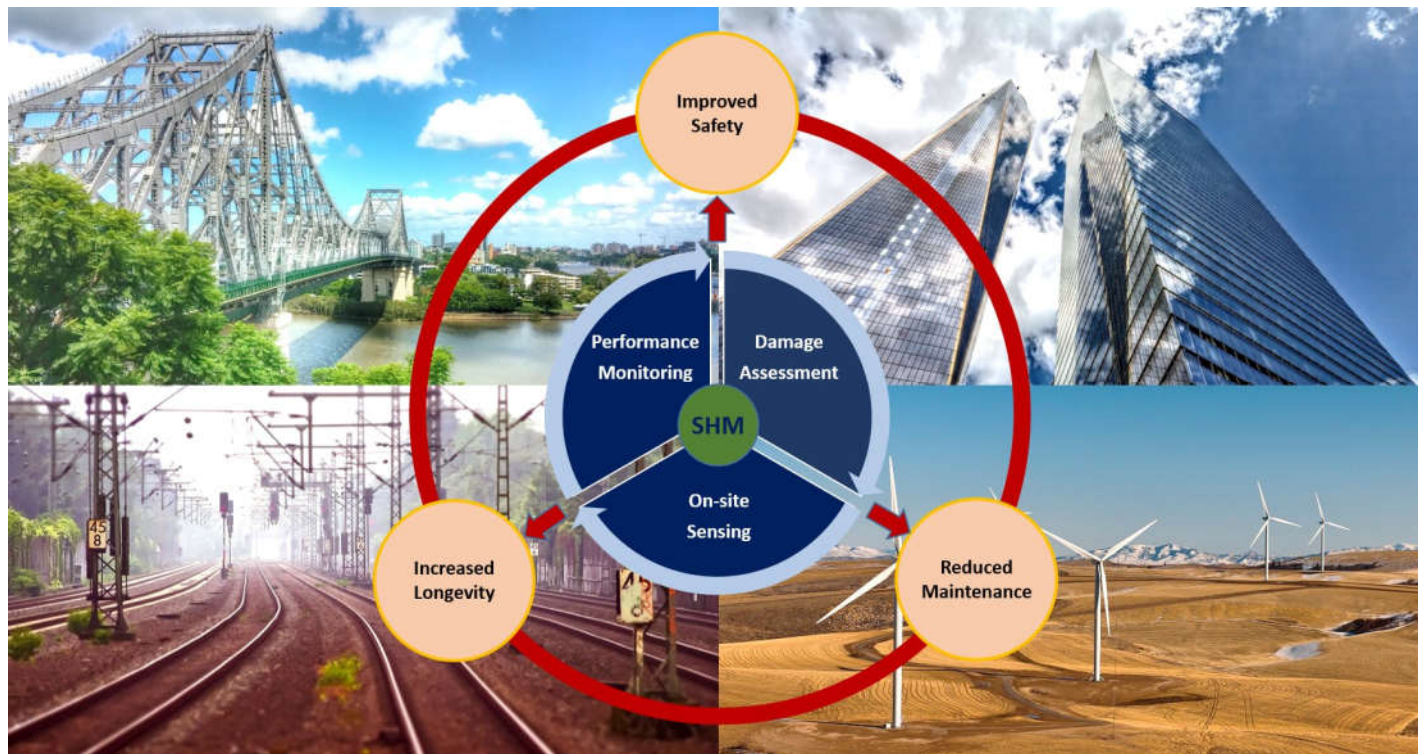 Improved
Safety
Performance
Monitoring
Damage
Assessment
SHM
On-site
Sensing
Increased
Longevity
Reduced
Maintenance
45
8